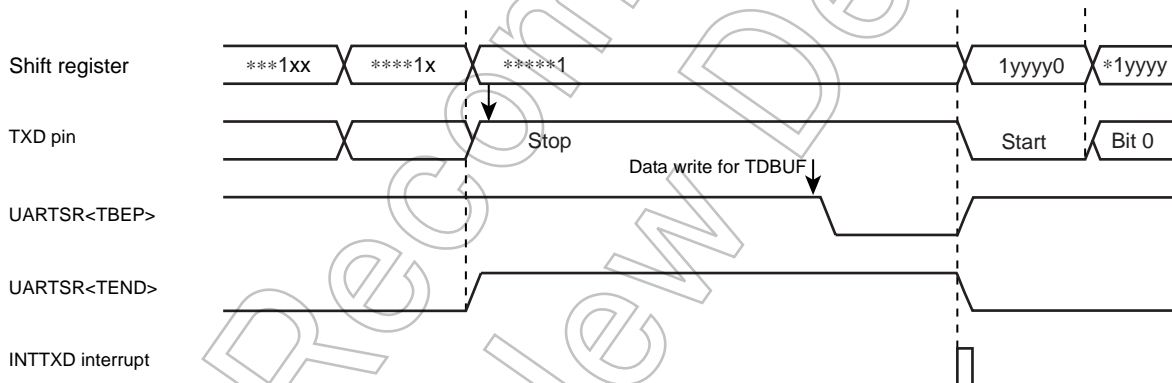 Shift register ***1xx ****1x *****1 1yyyy0 *1yyyy
TXD pin Stop Start Bit 0
Data write for TDBUF
UARTSR<TBEP>
UARTSR<TEND>
INTTXD interrupt